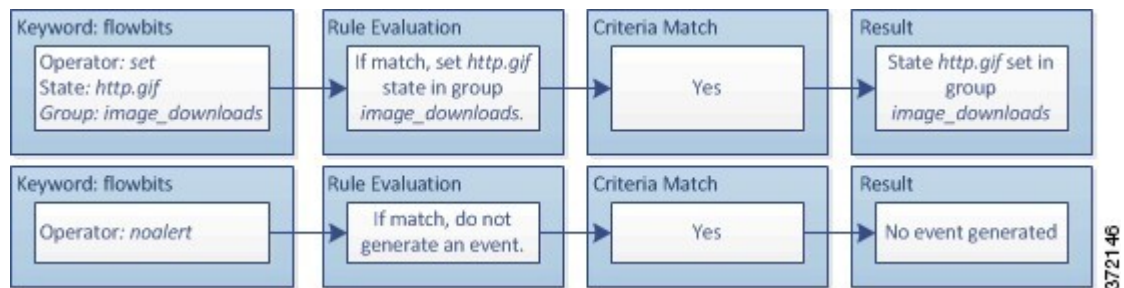 Keyword: flowbits
Operator: set
State: http.gif
Group: image_downloads
Rule Evaluation
If match, set http.gif
state in group
image_downloads.
Criteria Match
Yes
Result
State http.gif set in
group
image_downloads
Keyword: flowbits
Operator: noalert
Rule Evaluation
If match, do not
generate an event.
Criteria Match
Yes
Result
No event generated
372146